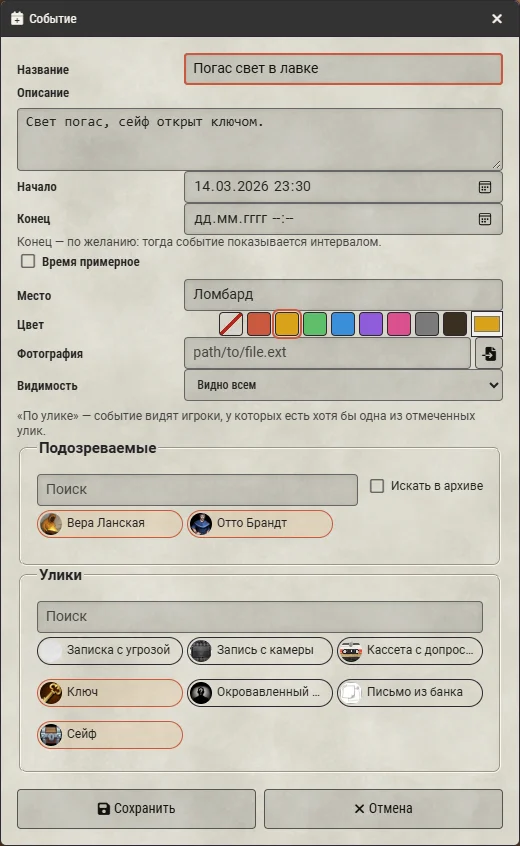 Событие
Название
Погас свет в лавке
Описание
Свет погас, сейф открыт ключом.
Начало
14.03.2026 23:30
Конец
дд.мм.гггг --:--
Конец — по желанию: тогда событие показывается интервалом.
Время примерное
Место
Ломбард
Цвет
Фотография
path/to/file.ext
Видимость
Видно всем
«По улике» — событие видят игроки, у которых есть хотя бы одна из отмеченных
улик.
Подозреваемые
Поиск
Искать в архиве
Вера Ланская
Отто Брандт
Улики
Поиск
Записка с угрозой
Запись с камеры
Кассета с допрос...
Ключ
Окровавленный ...
Письмо из банка
Сейф
Сохранить
Отмена